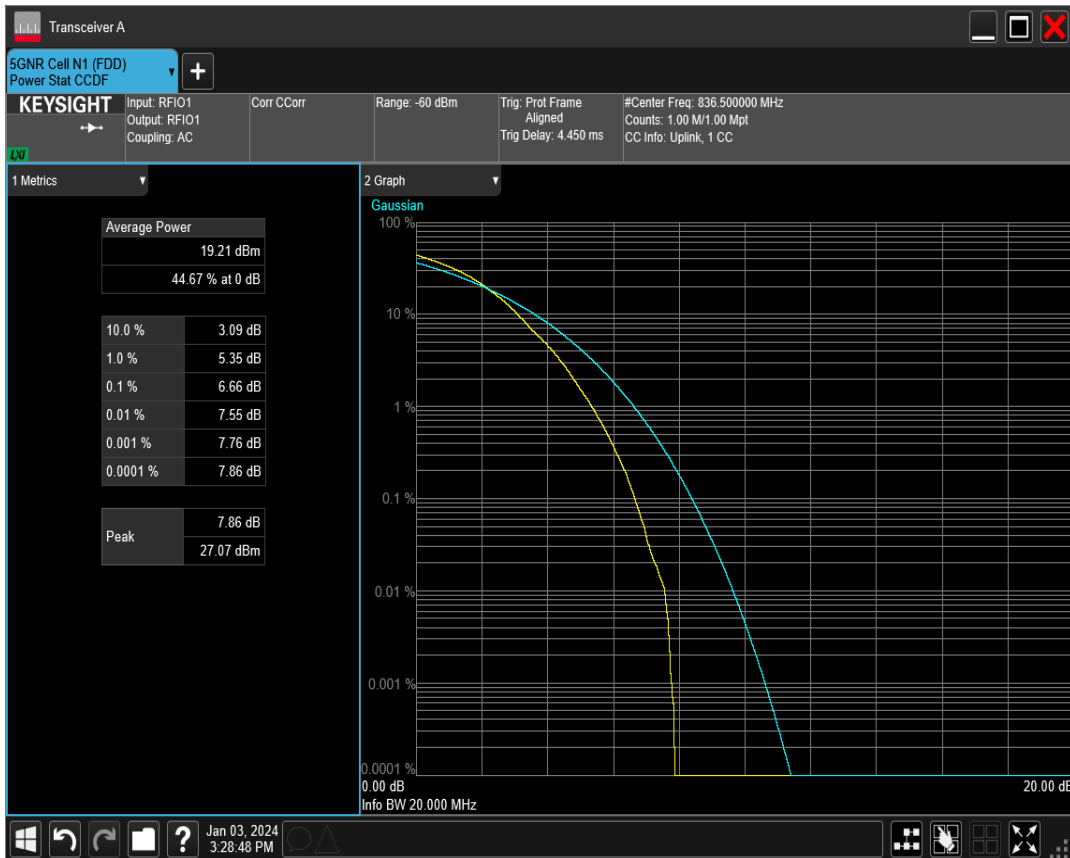 Transceiver A
5GNR Cell N1 (FDD)
Power Stat CCDF
+
KEYSIGHT
LXI
Input: RFIO1
Output: RFIO1
Coupling: AC
Corr CCorr
Range: -60 dBm
Trig: Prot Frame
Aligned
Trig Delay: 4.450 ms
#Center Freq: 836.500000 MHz
Counts: 1.00 M/1.00 Mpt
CC Info: Uplink, 1 CC
1 Metrics
Average Power
19.21 dBm
44.67 % at 0 dB
10.0 % 3.09 dB
1.0 % 5.35 dB
0.1 % 6.66 dB
0.01 % 7.55 dB
0.001 % 7.76 dB
0.0001 % 7.86 dB
Peak
7.86 dB
27.07 dBm
2 Graph
Gaussian
100 %
10 %
1 %
0.1 %
0.01 %
0.001 %
0.0001 %
0.00 dB 20.00 dB
Info BW 20.000 MHz
?
Jan 03, 2024
3:28:48 PM